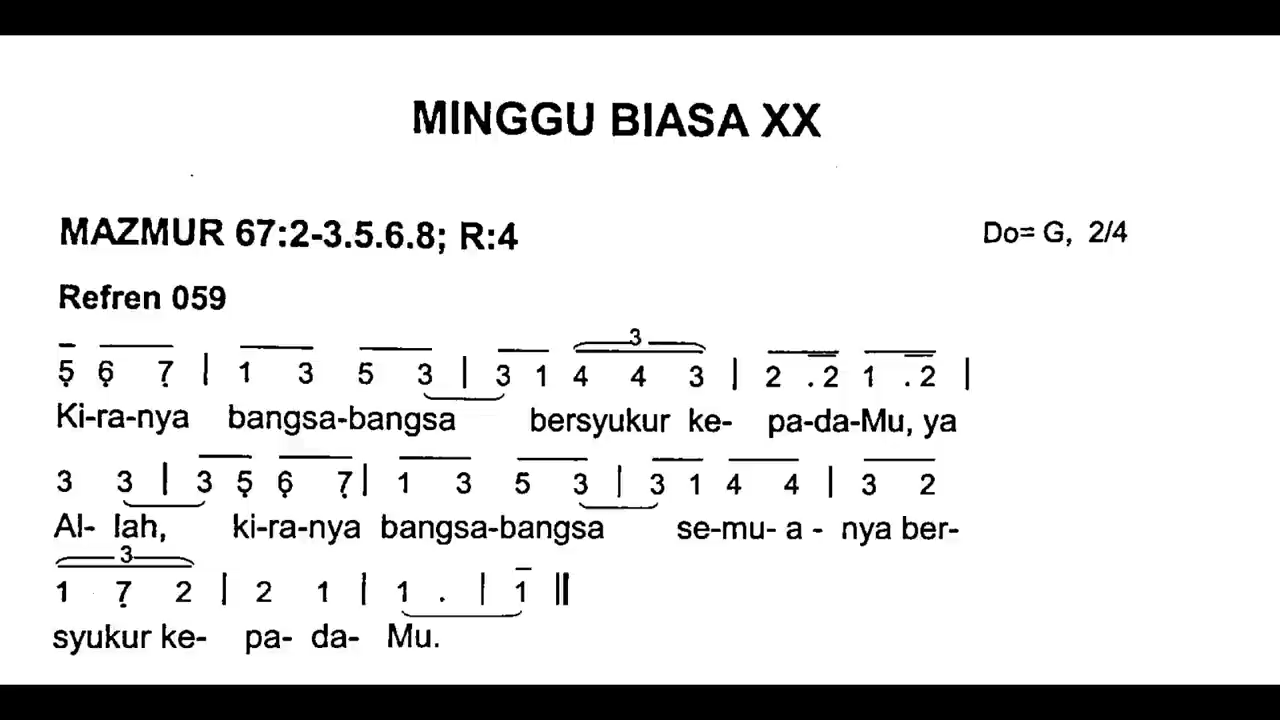 MINGGU BIASA XX
MAZMUR 67:2-3.5.6.8; R:4
Do= G, 2/4
Refren 059
3
5̣ 6̣ 7̣ | 1 3 5 3 | 3 1 4 4 3 | 2 .2 1 .2 |
Ki-ra-nya bangsa-bangsa bersyukur ke- pa-da-Mu, ya
3 3 | 3 5̣ 6̣ 7̣ | 1 3 5 3 | 3 1 4 4 | 3 2
Al- lah, ki-ra-nya bangsa-bangsa se-mu- a - nya ber-
3
1 7̣ 2 | 2 1 | 1 . | 1 ||
syukur ke- pa- da- Mu.